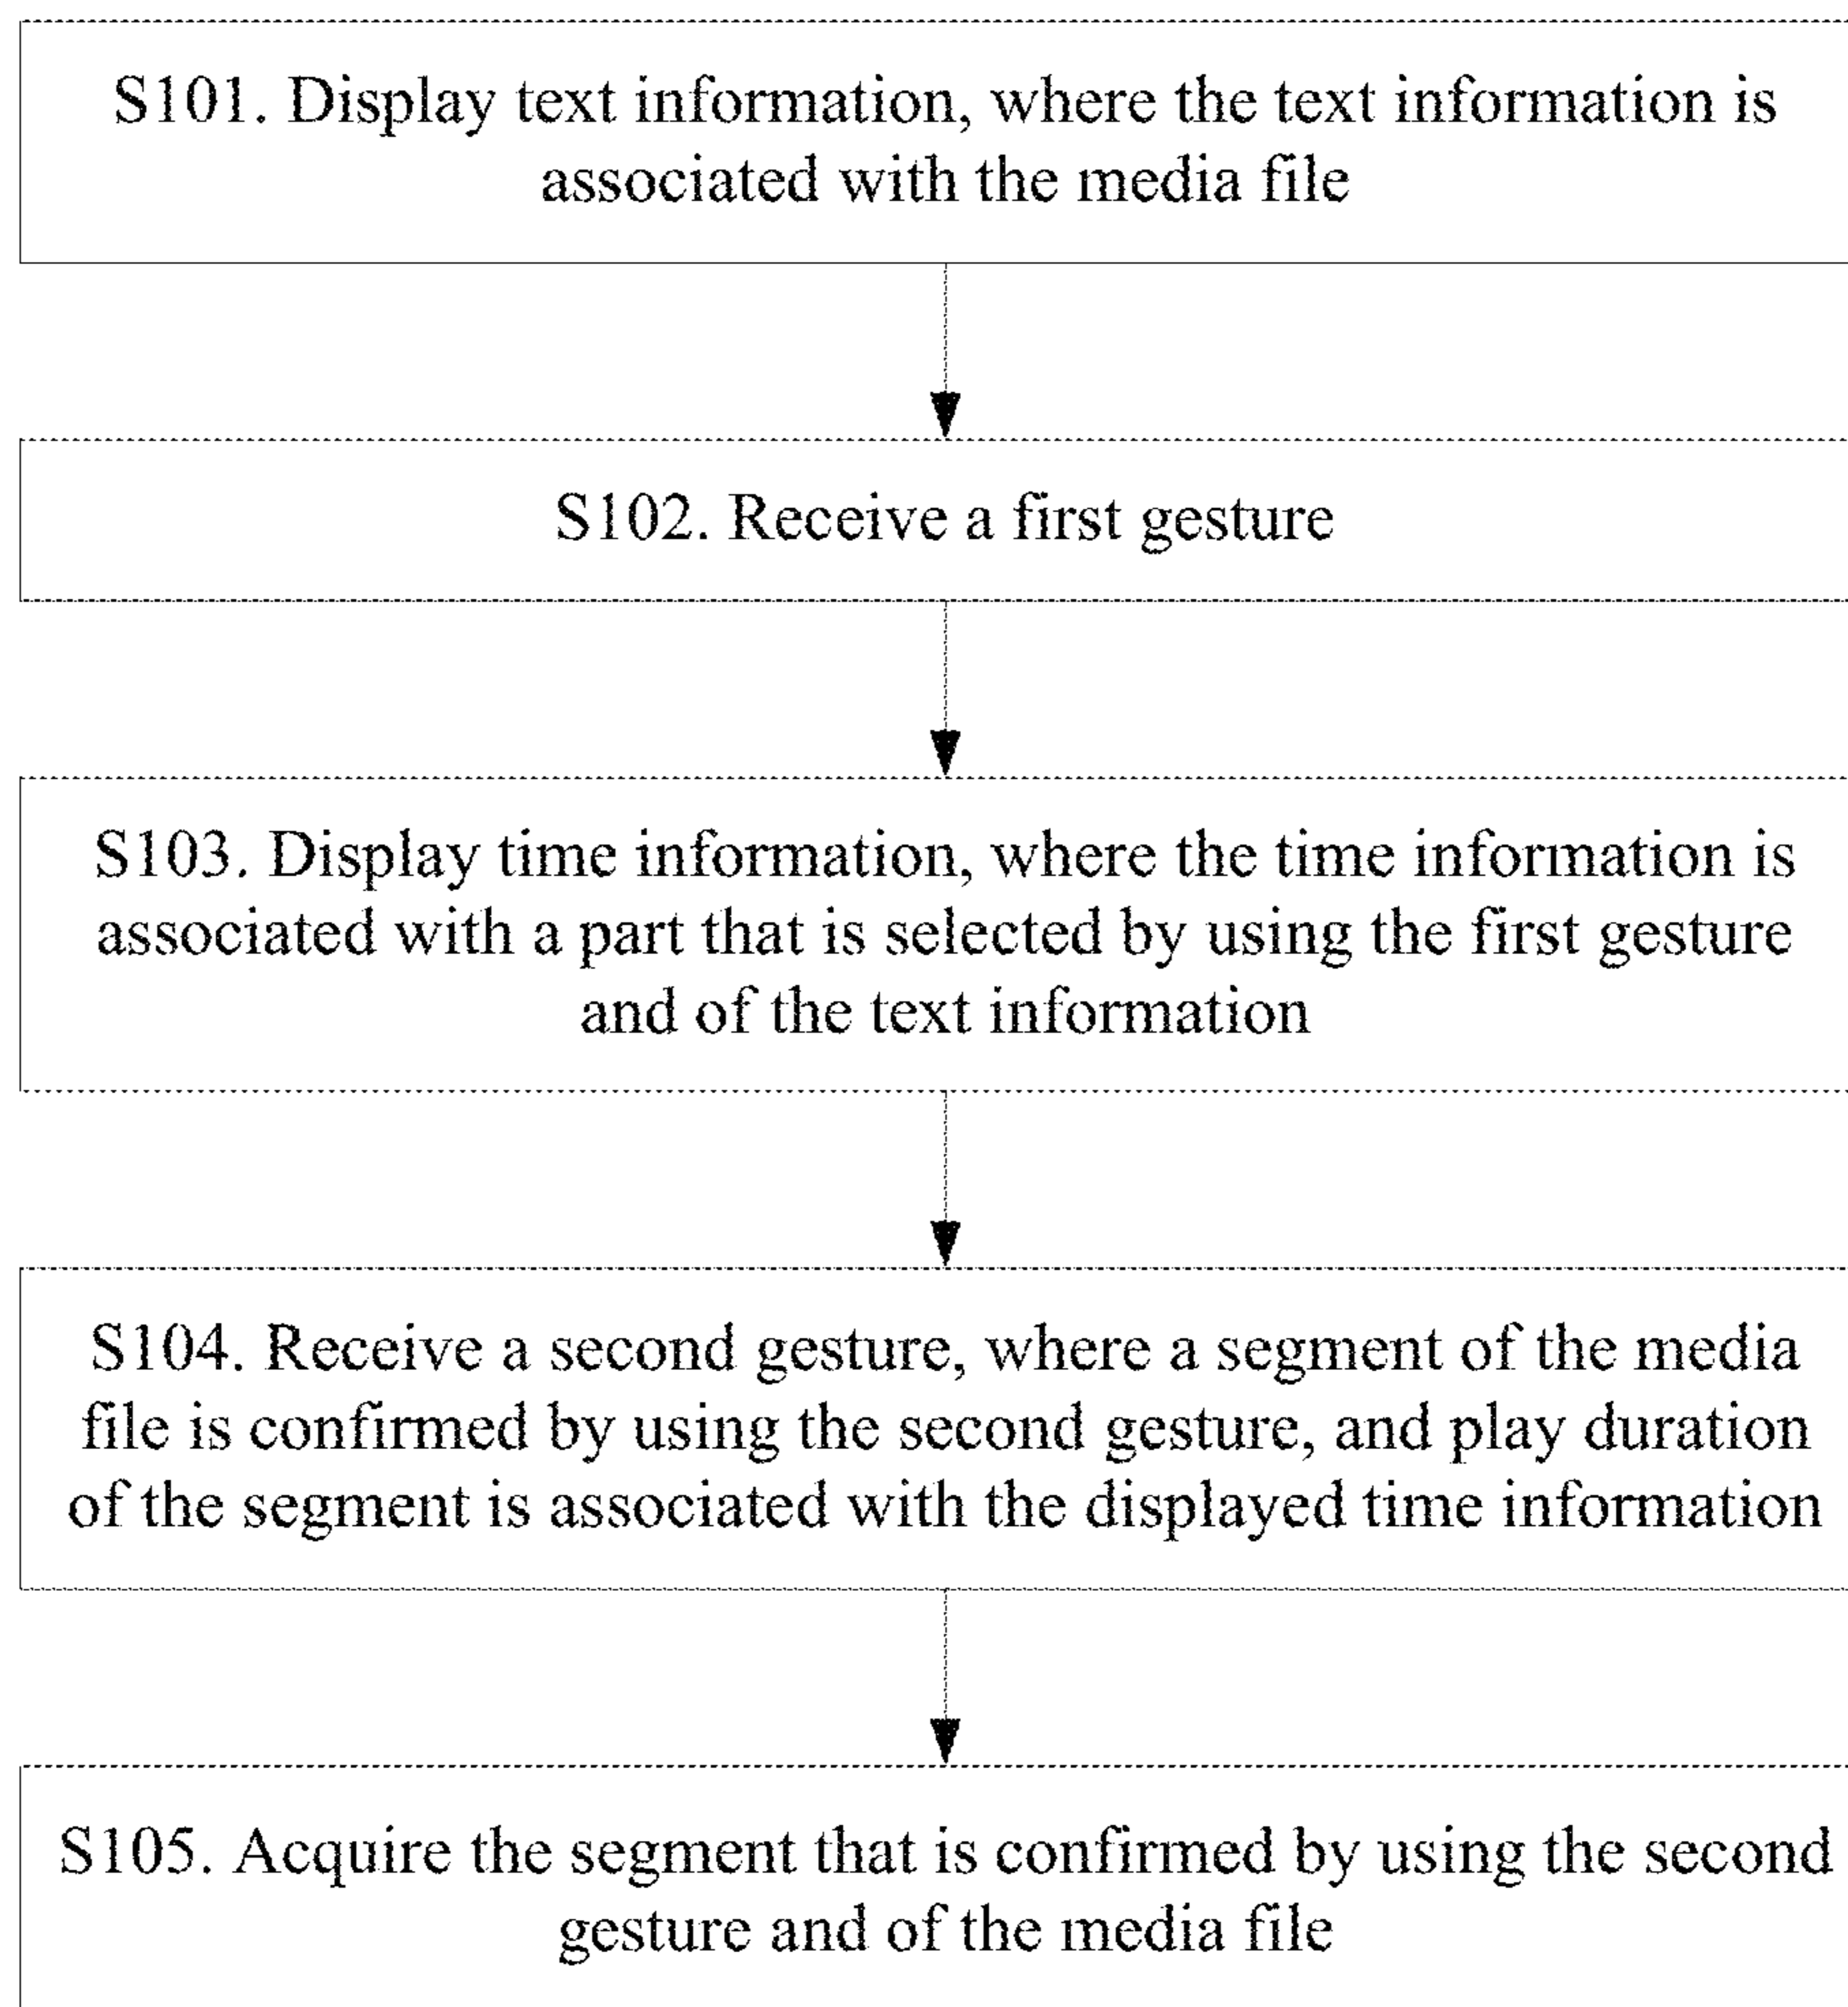 S101. Display text information, where the text information is
associated with the media file
S102. Receive a first gesture
S103. Display time information, where the time information is
associated with a part that is selected by using the first gesture
and of the text information
S104. Receive a second gesture, where a segment of the media
file is confirmed by using the second gesture, and play duration
of the segment is associated with the displayed time information
S105. Acquire the segment that is confirmed by using the second
gesture and of the media file